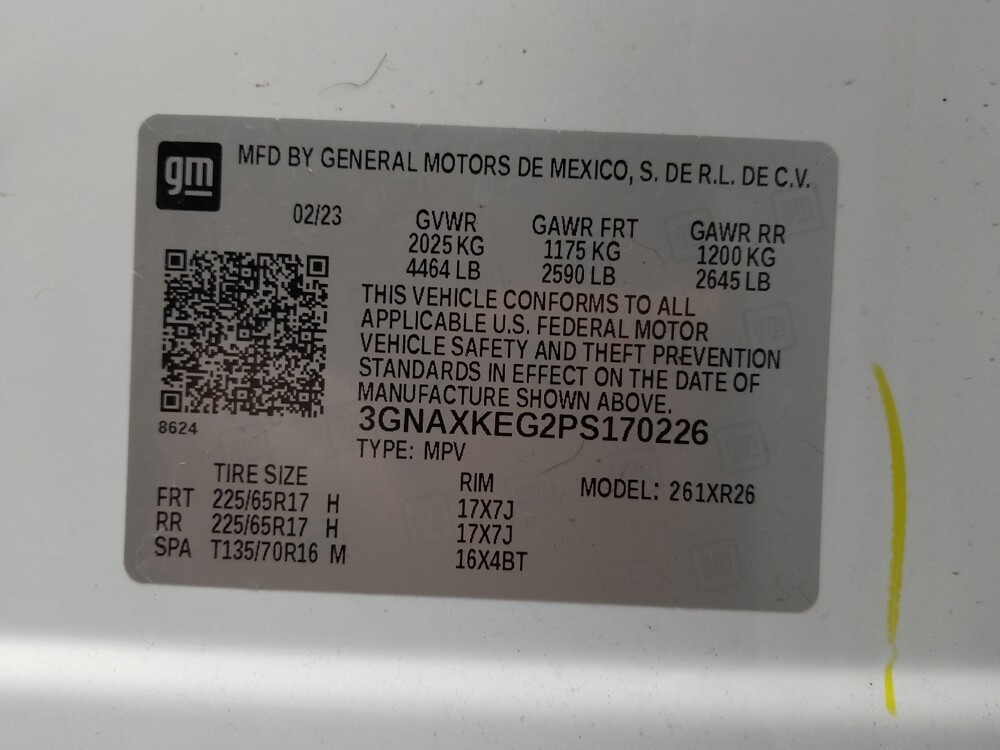 gm
MFD BY GENERAL MOTORS DE MEXICO, S. DE R.L. DE C.V.
02/23 GVWR GAWR FRT GAWR RR
2025 KG 1175 KG 1200 KG
4464 LB 2590 LB 2645 LB
THIS VEHICLE CONFORMS TO ALL
APPLICABLE U.S. FEDERAL MOTOR
VEHICLE SAFETY AND THEFT PREVENTION
STANDARDS IN EFFECT ON THE DATE OF
MANUFACTURE SHOWN ABOVE.
8624
3GNAXKEG2PS170226
TYPE: MPV
TIRE SIZE RIM MODEL: 261XR26
FRT 225/65R17 H 17X7J
RR 225/65R17 H 17X7J
SPA T135/70R16 M 16X4BT